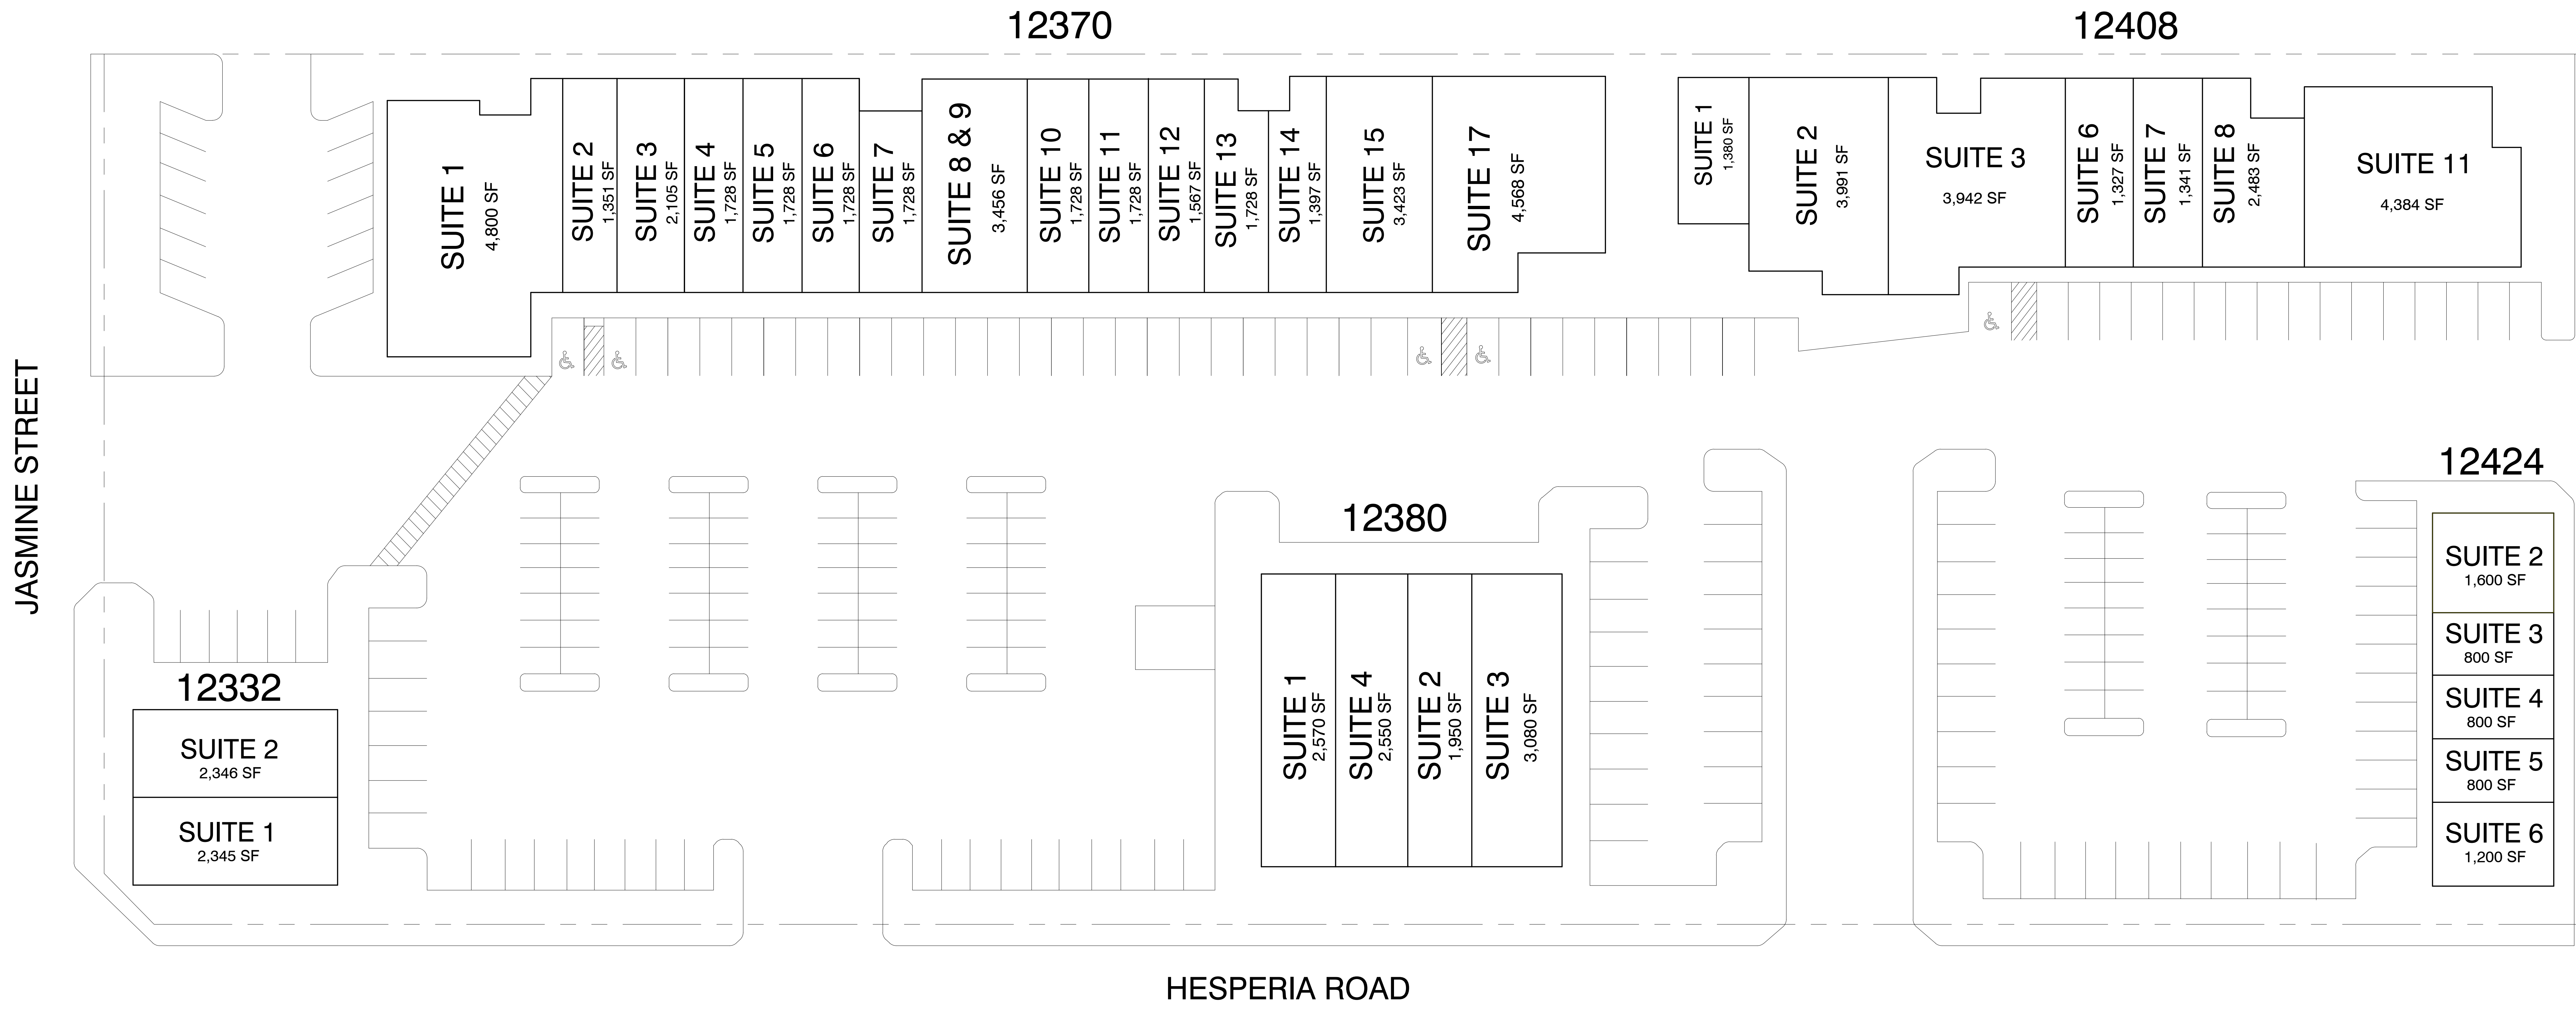 12370
12408
SUITE 1
4,800 SF
SUITE 2
1,351 SF
SUITE 3
2,105 SF
SUITE 4
1,728 SF
SUITE 5
1,728 SF
SUITE 6
1,728 SF
SUITE 7
1,728 SF
SUITE 8 & 9
3,456 SF
SUITE 10
1,728 SF
SUITE 11
1,728 SF
SUITE 12
1,567 SF
SUITE 13
1,728 SF
SUITE 14
1,397 SF
SUITE 15
3,423 SF
SUITE 17
4,568 SF
SUITE 1
1,380 SF
SUITE 2
3,991 SF
SUITE 3
3,942 SF
SUITE 6
1,327 SF
SUITE 7
1,341 SF
SUITE 8
2,483 SF
SUITE 11
4,384 SF
JASMINE STREET
12332
SUITE 2
2,346 SF
SUITE 1
2,345 SF
12380
SUITE 1
2,570 SF
SUITE 4
2,550 SF
SUITE 2
1,950 SF
SUITE 3
3,080 SF
12424
SUITE 2
1,600 SF
SUITE 3
800 SF
SUITE 4
800 SF
SUITE 5
800 SF
SUITE 6
1,200 SF
HESPERIA ROAD